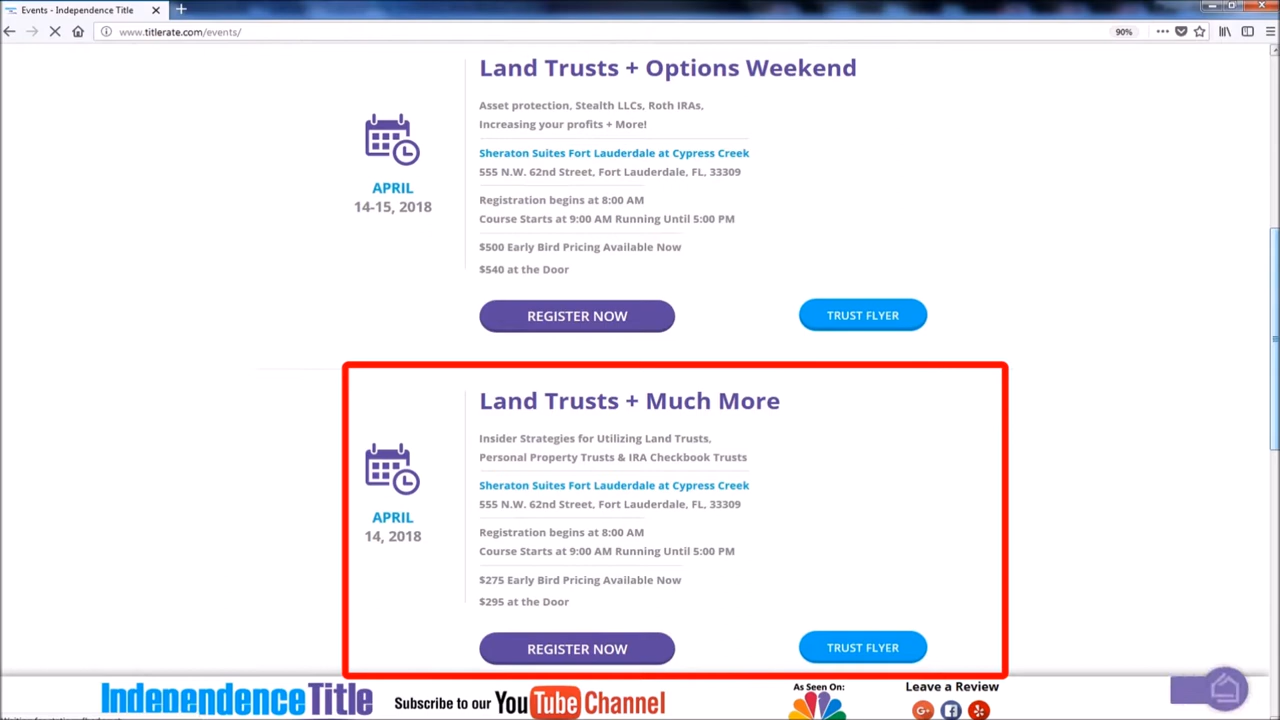 Events - Independence Title
www.titlerate.com/events/
90%
Land Trusts + Options Weekend
Asset protection, Stealth LLCs, Roth IRAs,
Increasing your profits + More!
Sheraton Suites Fort Lauderdale at Cypress Creek
555 N.W. 62nd Street, Fort Lauderdale, FL, 33309
APRIL
14-15, 2018
Registration begins at 8:00 AM
Course Starts at 9:00 AM Running Until 5:00 PM
$500 Early Bird Pricing Available Now
$540 at the Door
REGISTER NOW
TRUST FLYER
Land Trusts + Much More
Insider Strategies for Utilizing Land Trusts,
Personal Property Trusts & IRA Checkbook Trusts
Sheraton Suites Fort Lauderdale at Cypress Creek
555 N.W. 62nd Street, Fort Lauderdale, FL, 33309
APRIL
14, 2018
Registration begins at 8:00 AM
Course Starts at 9:00 AM Running Until 5:00 PM
$275 Early Bird Pricing Available Now
$295 at the Door
REGISTER NOW
TRUST FLYER
Independence Title
Subscribe to our YouTube Channel
As Seen On:
Leave a Review